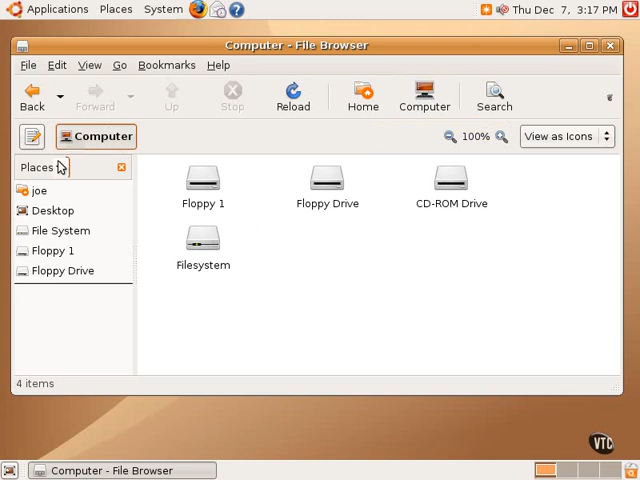 Applications Places System Thu Dec 7, 3:17 PM
Computer - File Browser
File Edit View Go Bookmarks Help
Back Forward Up Stop Reload Home Computer Search
Computer 100% View as Icons
Places
joe
Desktop
File System
Floppy 1
Floppy Drive
Floppy 1 Floppy Drive CD-ROM Drive
Filesystem
4 items
VTC
Computer - File Browser